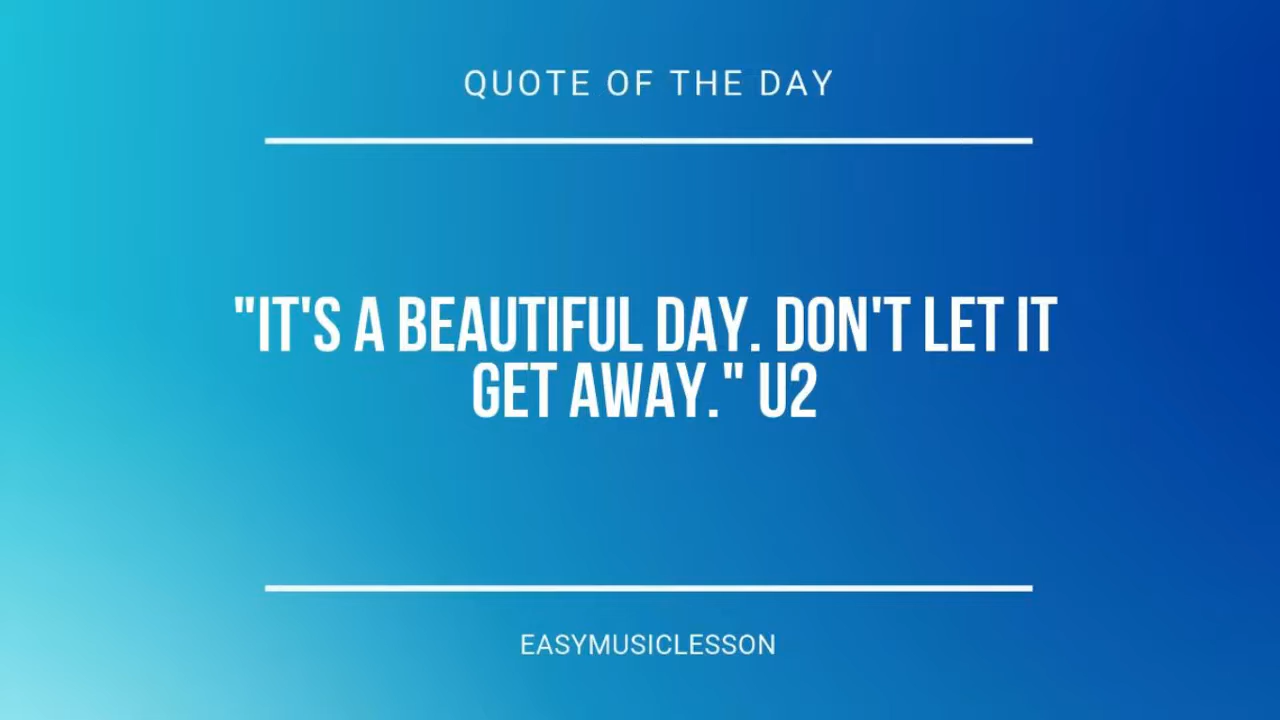 QUOTE OF THE DAY
"IT'S A BEAUTIFUL DAY. DON'T LET IT
GET AWAY." U2
EASYMUSICLESSON